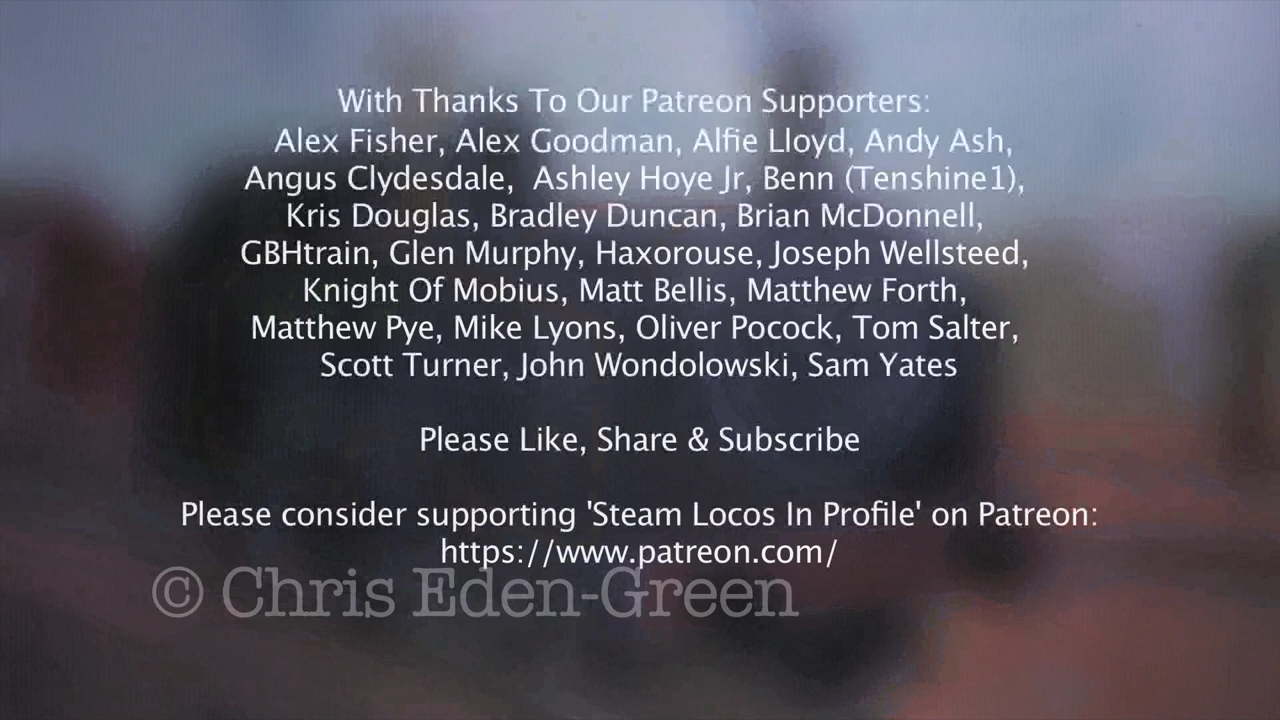 With Thanks To Our Patreon Supporters:
Alex Fisher, Alex Goodman, Alfie Lloyd, Andy Ash,
Angus Clydesdale,  Ashley Hoye Jr, Benn (Tenshine1),
Kris Douglas, Bradley Duncan, Brian McDonnell,
GBHtrain, Glen Murphy, Haxorouse, Joseph Wellsteed,
Knight Of Mobius, Matt Bellis, Matthew Forth,
Matthew Pye, Mike Lyons, Oliver Pocock, Tom Salter,
Scott Turner, John Wondolowski, Sam Yates
Please Like, Share & Subscribe
Please consider supporting 'Steam Locos In Profile' on Patreon:
https://www.patreon.com/
© Chris Eden-Green